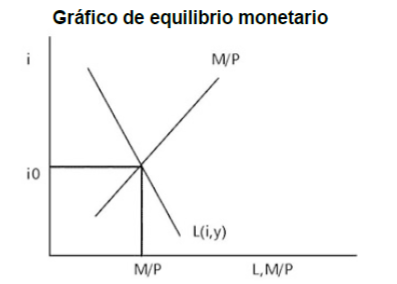 Gráfico de equilibrio monetario
i
M/P
i0
L(i,y)
M/P
L,M/P